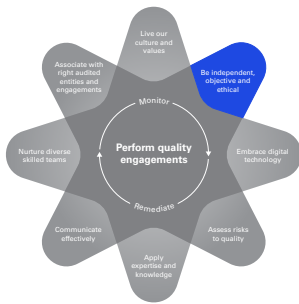 Live our
culture and
values
Be independent,
objective and
ethical
Embrace digital
technology
Assess risks
to quality
Apply
expertise and
knowledge
Communicate
effectively
Nurture diverse
skilled teams
Associate with
right audited
entities and
engagements
Monitor
Perform quality
engagements
Remediate